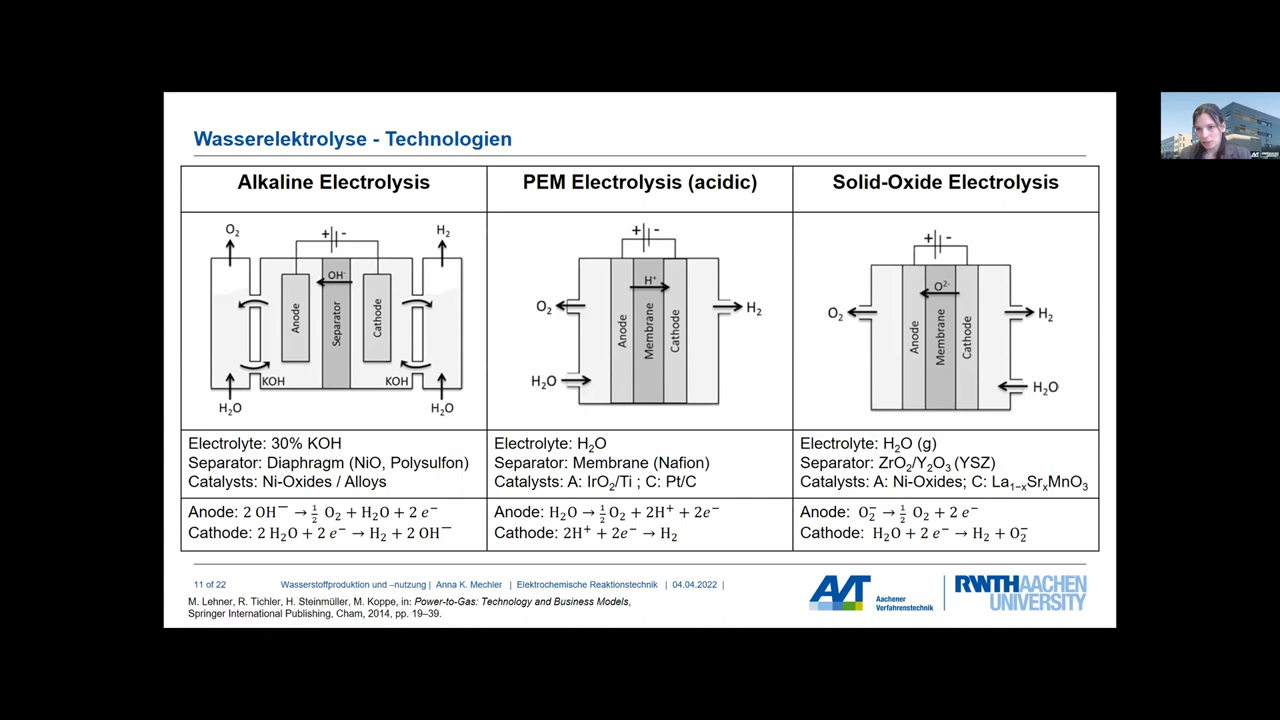 Wasserelektrolyse - Technologien
Alkaline Electrolysis
O₂
+ -
H₂
OH⁻
Anode
Separator
Cathode
KOH
KOH
H₂O
H₂O
Electrolyte: 30% KOH
Separator: Diaphragm (NiO, Polysulfon)
Catalysts: Ni-Oxides / Alloys
Anode: 2 OH⁻ → ½ O₂ + H₂O + 2 e⁻
Cathode: 2 H₂O + 2 e⁻ → H₂ + 2 OH⁻
PEM Electrolysis (acidic)
+ -
H⁺
O₂
H₂
Anode
Membrane
Cathode
H₂O
Electrolyte: H₂O
Separator: Membrane (Nafion)
Catalysts: A: IrO₂/Ti ; C: Pt/C
Anode: H₂O → ½O₂ + 2H⁺ + 2e⁻
Cathode: 2H⁺ + 2e⁻ → H₂
Solid-Oxide Electrolysis
+ -
O²⁻
O₂
H₂
Anode
Membrane
Cathode
H₂O
Electrolyte: H₂O (g)
Separator: ZrO₂/Y₂O₃ (YSZ)
Catalysts: A: Ni-Oxides; C: La₁₋ₓSrₓMnO₃
Anode: O₂⁻ → ½ O₂ + 2 e⁻
Cathode: H₂O + 2 e⁻ → H₂ + O₂⁻
11 of 22
Wasserstoffproduktion und –nutzung | Anna K. Mechler | Elektrochemische Reaktionstechnik | 04.04.2022 |
M. Lehner, R. Tichler, H. Steinmüller, M. Koppe, in: Power-to-Gas: Technology and Business Models,
Springer International Publishing, Cham, 2014, pp. 19–39.
AVT
Aachener
Verfahrenstechnik
RWTHAACHEN
UNIVERSITY